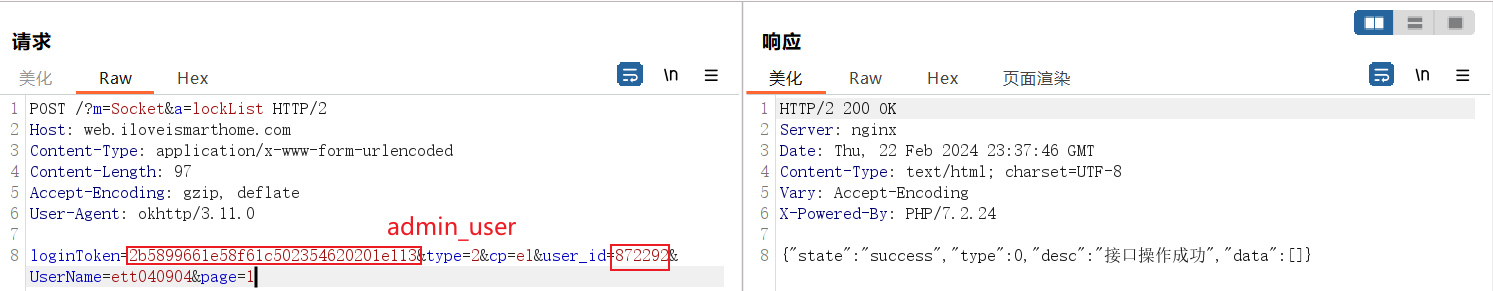 请求
美化 Raw Hex \n
1 POST /?m=Socket&a=lockList HTTP/2
2 Host: web.iloveismarthome.com
3 Content-Type: application/x-www-form-urlencoded
4 Content-Length: 97
5 Accept-Encoding: gzip, deflate
6 User-Agent: okhttp/3.11.0
7
admin_user
8 loginToken=2b5899661e58f61c502354620201e113&type=2&cp=el&user_id=872292&
UserName=ett040904&page=1
响应
美化 Raw Hex 页面渲染 \n
1 HTTP/2 200 OK
2 Server: nginx
3 Date: Thu, 22 Feb 2024 23:37:46 GMT
4 Content-Type: text/html; charset=UTF-8
5 Vary: Accept-Encoding
6 X-Powered-By: PHP/7.2.24
7
8 {"state":"success","type":0,"desc":"接口操作成功","data":[]}